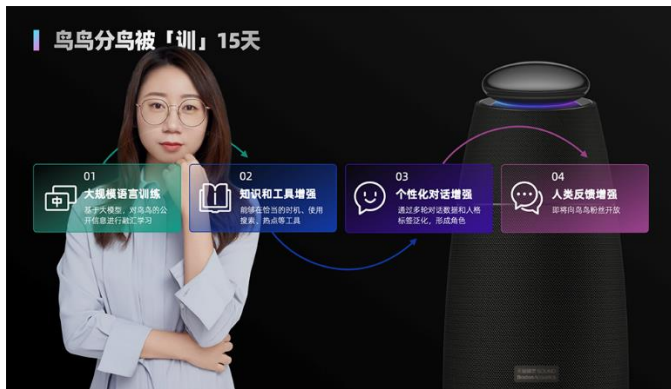 鸟鸟分鸟被「训」15天
01
大规模语言训练
基于大模型，对鸟鸟的公
开信息进行融汇学习
02
知识和工具增强
能够在恰当的时机、使用
搜索、热点等工具
03
个性化对话增强
通过多轮对话数据和人格
标签泛化，形成角色
04
人类反馈增强
即将向鸟鸟粉丝开放
中